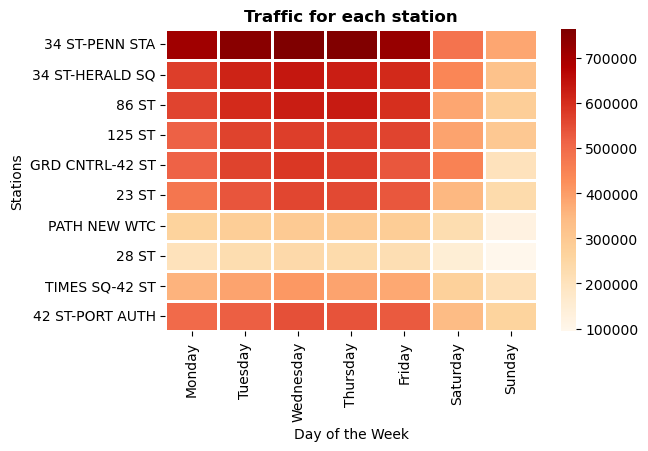 Traffic for each station
Stations
34 ST-PENN STA
34 ST-HERALD SQ
86 ST
125 ST
GRD CNTRL-42 ST
23 ST
PATH NEW WTC
28 ST
TIMES SQ-42 ST
42 ST-PORT AUTH
Monday
Tuesday
Wednesday
Thursday
Friday
Saturday
Sunday
Day of the Week
700000
600000
500000
400000
300000
200000
100000